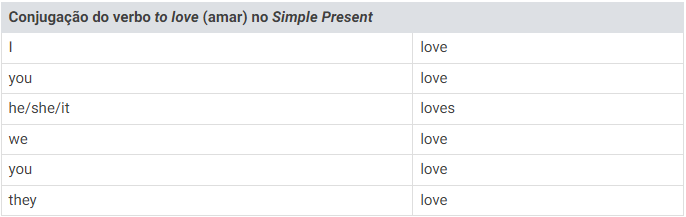 Conjugação do verbo to love (amar) no Simple Present
I love
you love
he/she/it loves
we love
you love
they love